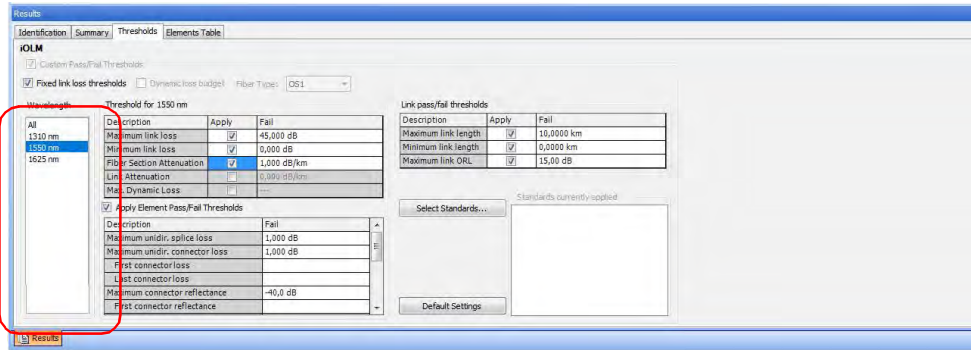 Results
Identification Summary Thresholds Elements Table
iOLM
Custom Pass/Fail Thresholds
Fixed link loss thresholds Dynamic loss budget Fiber Type: OS1
Wavelength
All
1310 nm
1550 nm
1625 nm
Threshold for 1550 nm
Description Apply Fail
Maximum link loss 45,000 dB
Minimum link loss 0,000 dB
Fiber Section Attenuation 1,000 dB/km
Link Attenuation 0,000 dB/km
Max. Dynamic Loss ---
Apply Element Pass/Fail Thresholds
Description Fail
Maximum unidir. splice loss 1,000 dB
Maximum unidir. connector loss 1,000 dB
First connector loss
Last connector loss
Maximum connector reflectance -40,0 dB
First connector reflectance
Link pass/fail thresholds
Description Apply Fail
Maximum link length 10,0000 km
Minimum link length 0,0000 km
Maximum link ORL 15,00 dB
Select Standards...
Standards currently applied
Default Settings
Results